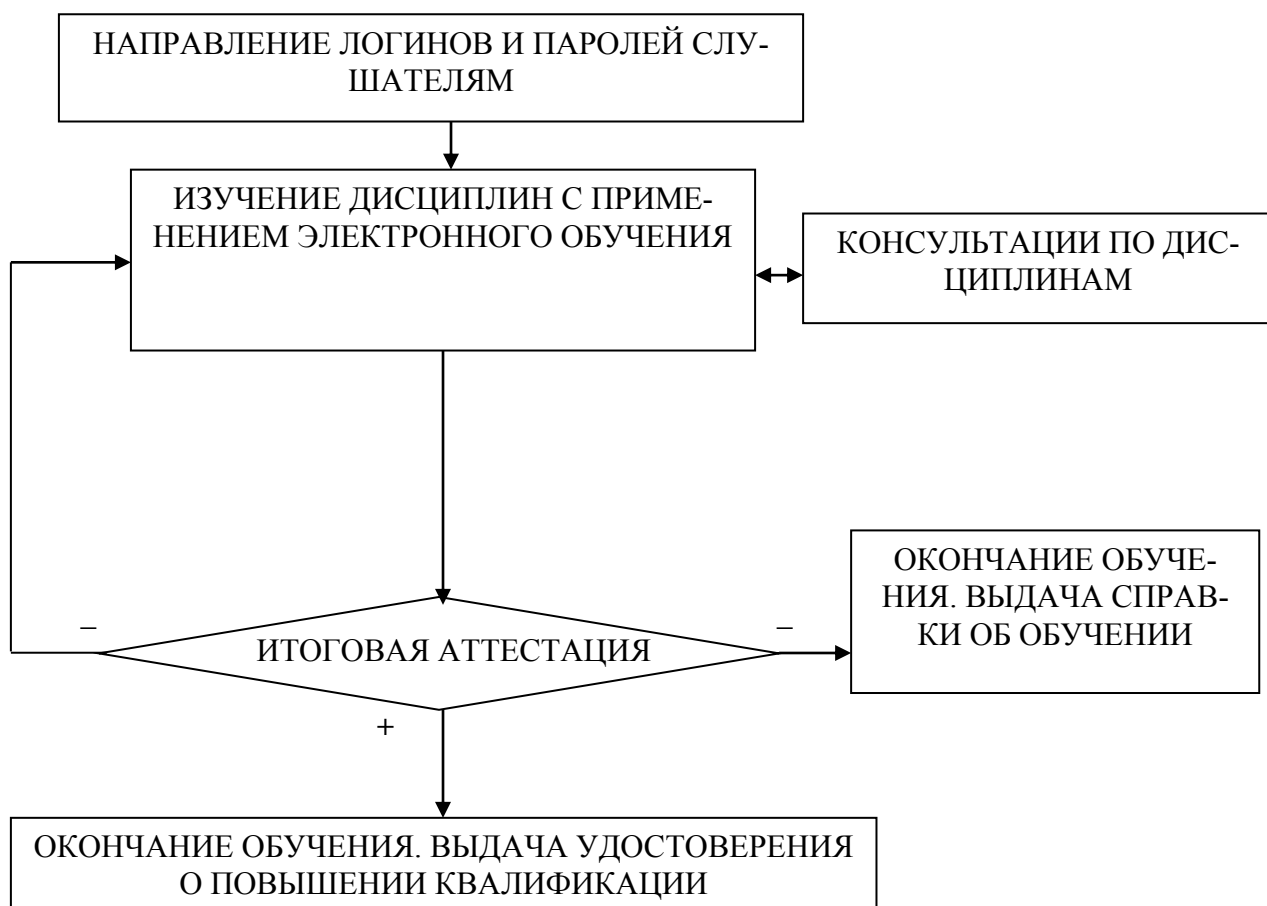 НАПРАВЛЕНИЕ ЛОГИНОВ И ПАРОЛЕЙ СЛУ-
ШАТЕЛЯМ
ИЗУЧЕНИЕ ДИСЦИПЛИН С ПРИМЕ-
НЕНИЕМ ЭЛЕКТРОННОГО ОБУЧЕНИЯ
КОНСУЛЬТАЦИИ ПО ДИС-
ЦИПЛИНАМ
ОКОНЧАНИЕ ОБУЧЕ-
НИЯ. ВЫДАЧА СПРАВ-
КИ ОБ ОБУЧЕНИИ
–
ИТОГОВАЯ АТТЕСТАЦИЯ
–
+
ОКОНЧАНИЕ ОБУЧЕНИЯ. ВЫДАЧА УДОСТОВЕРЕНИЯ
О ПОВЫШЕНИИ КВАЛИФИКАЦИИ